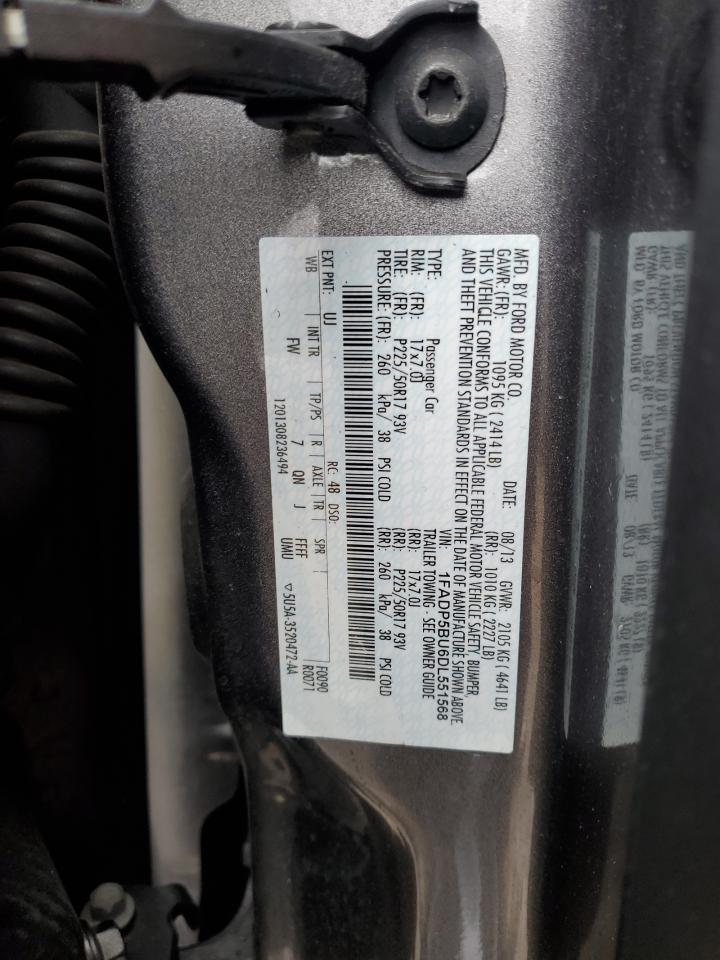 MFD. BY FORD MOTOR CO.
DATE: 08/13 GVWR: 2105 KG ( 4641 LB)
GAWR: (FR): 1095 KG ( 2414 LB) (RR): 1010 KG ( 2227 LB)
THIS VEHICLE CONFORMS TO ALL APPLICABLE FEDERAL MOTOR VEHICLE SAFETY, BUMPER,
AND THEFT PREVENTION STANDARDS IN EFFECT ON THE DATE OF MANUFACTURE SHOWN ABOVE.
VIN: 1FADP5BU6DL551568
TYPE: Passenger Car TRAILER TOWING - SEE OWNER GUIDE
RIM: (FR): 17x7.0J (RR): 17x7.0J
TIRE: (FR): P225/50R17 93V (RR): P225/50R17 93V
PRESSURE: (FR): 260 kPa/ 38 PSI COLD (RR): 260 kPa/ 38 PSI COLD
EXT PNT: UJ RC: 48 DSO: F0090
WB INT TR TP/PS R AXLE TR SPR R0071
FW 7 QN J FFFF
UMU
1201308236494 ▽5U5A-3520472-AA